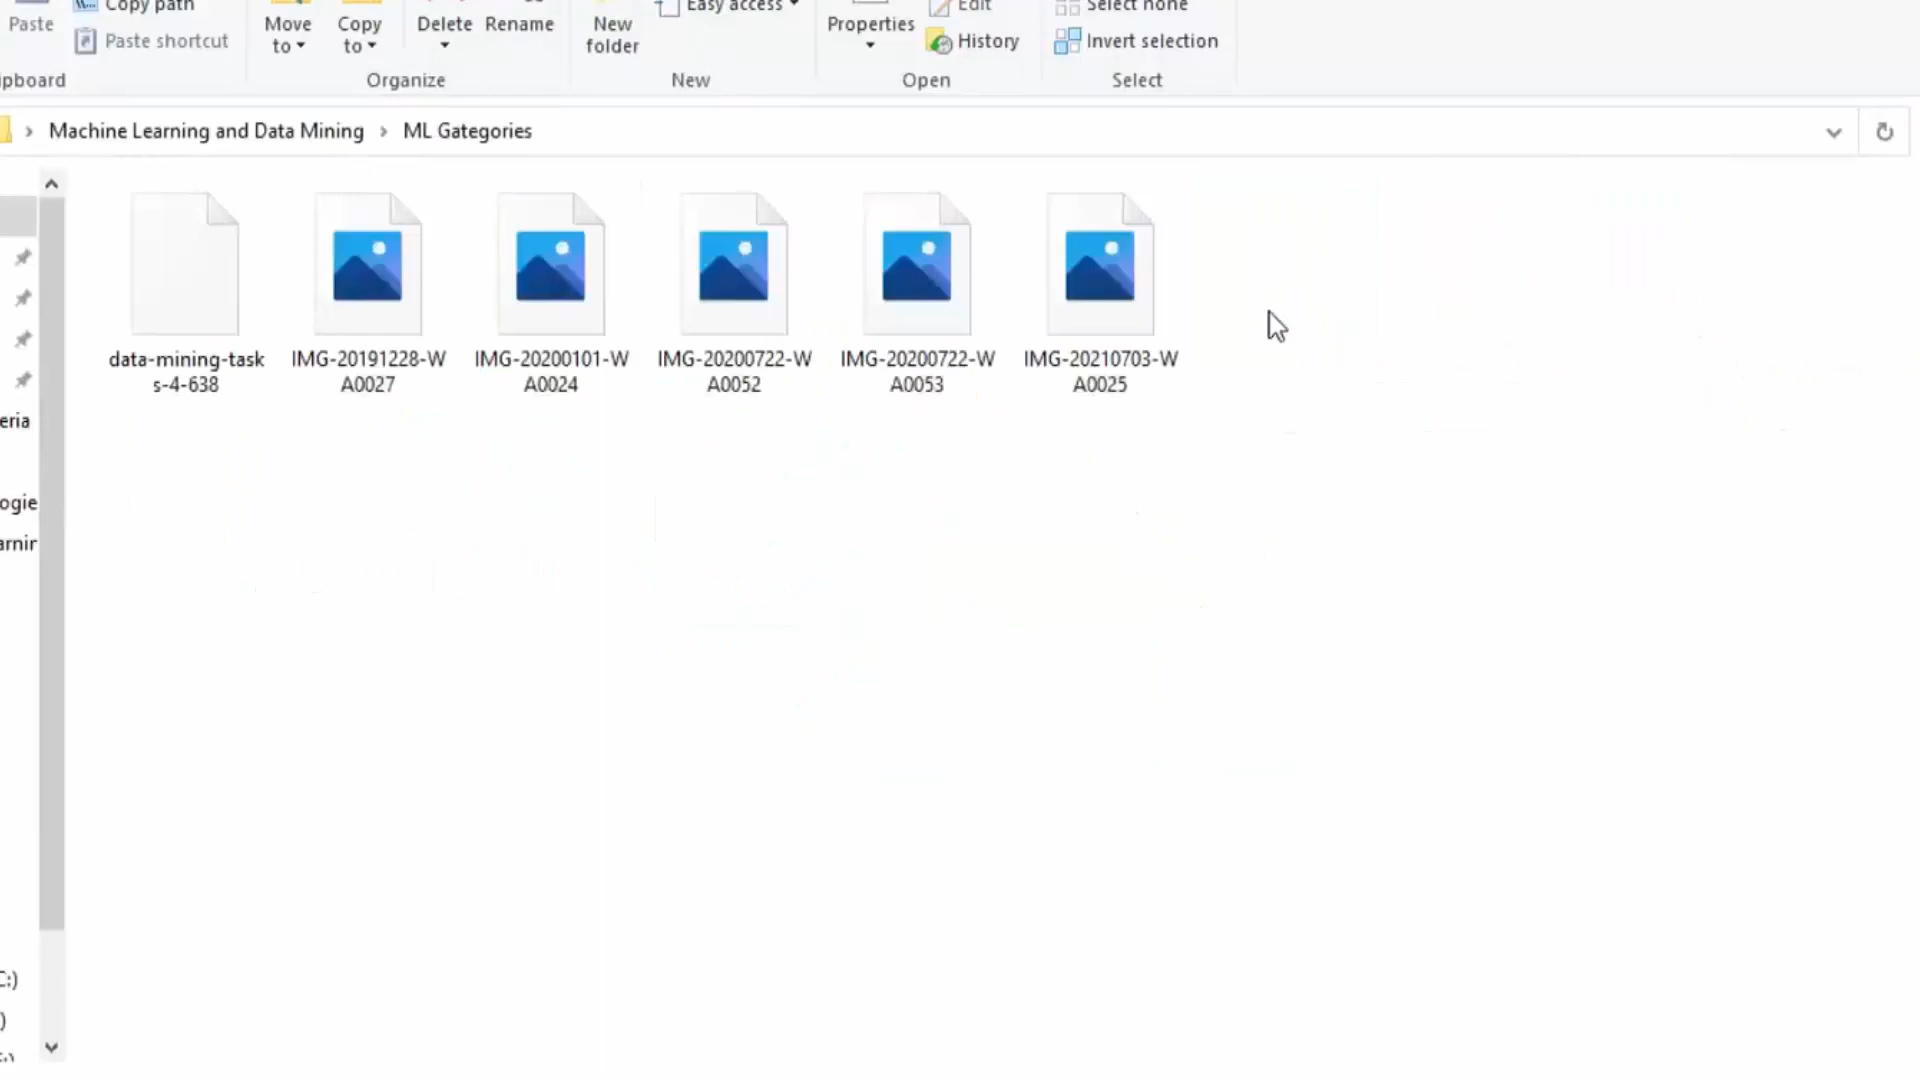 Copy path
Easy access
Edit
Select none
Paste
Paste shortcut
Move
to
Copy
to
Delete
Rename
New
folder
Properties
History
Invert selection
ipboard
Organize
New
Open
Select
Machine Learning and Data Mining
ML Gategories
data-mining-task
s-4-638
IMG-20191228-W
A0027
IMG-20200101-W
A0024
IMG-20200722-W
A0052
IMG-20200722-W
A0053
IMG-20210703-W
A0025
eria
ogie
arnir
C:)
)